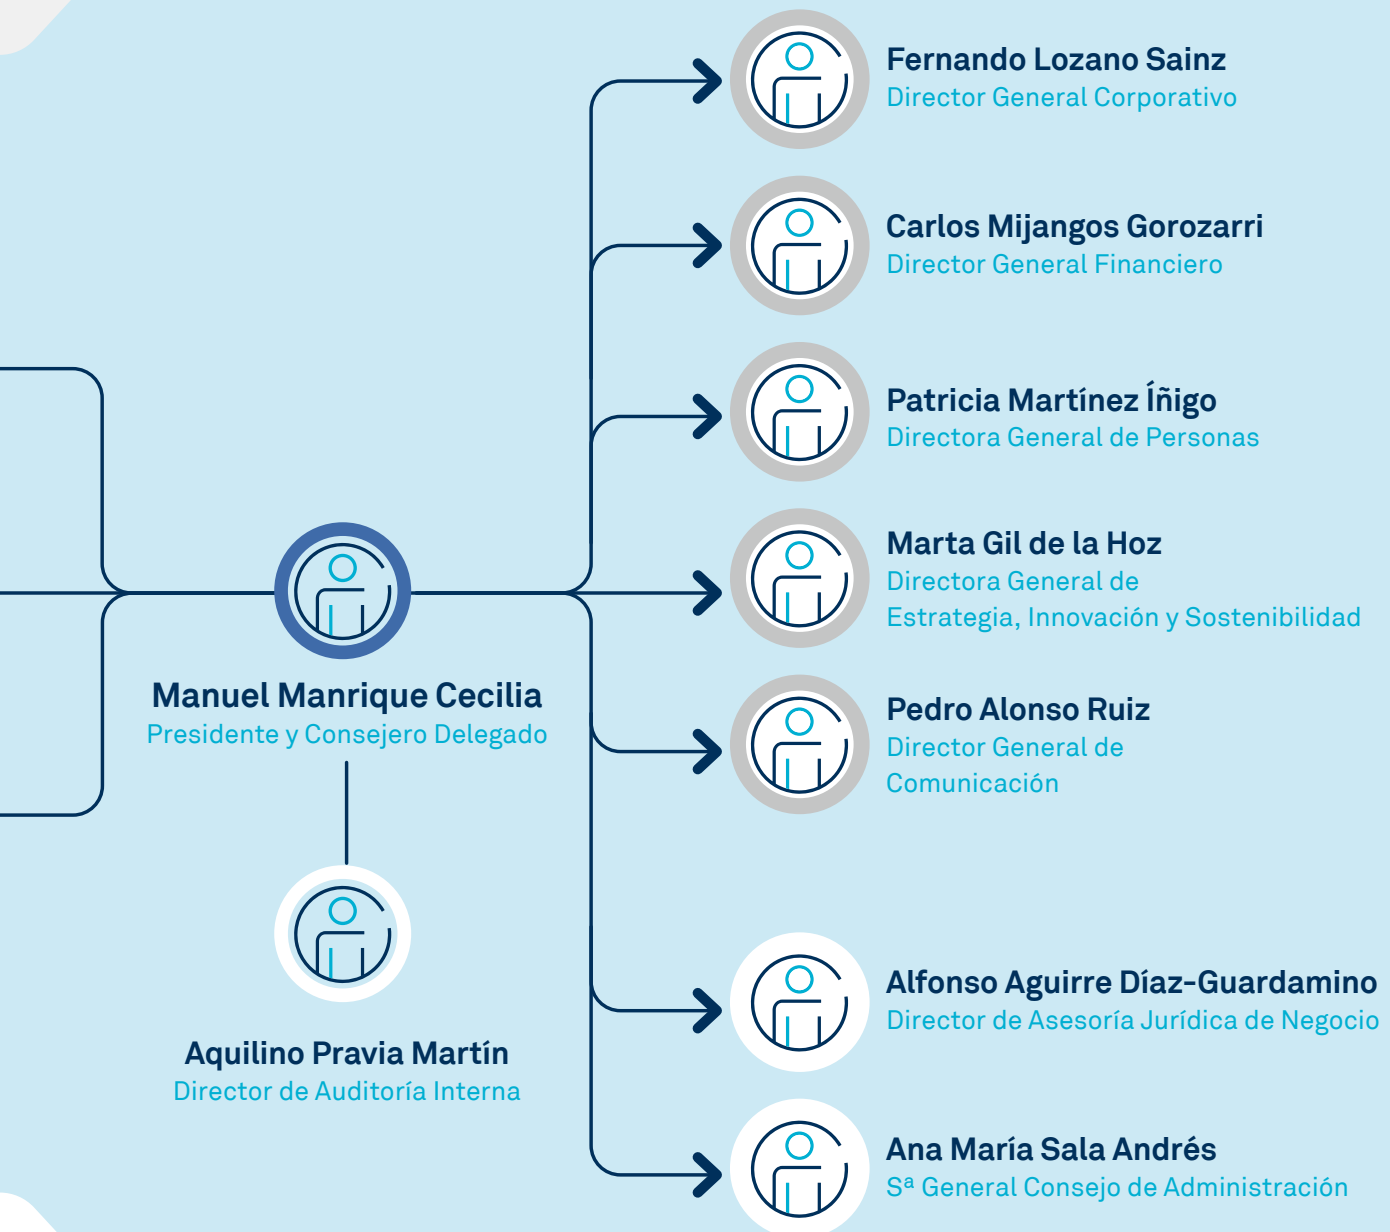 Fernando Lozano Sainz
Director General Corporativo
Carlos Mijangos Gorozarri
Director General Financiero
Patricia Martínez Íñigo
Directora General de Personas
Marta Gil de la Hoz
Directora General de
Estrategia, Innovación y Sostenibilidad
Manuel Manrique Cecilia
Presidente y Consejero Delegado
Pedro Alonso Ruiz
Director General de
Comunicación
Aquilino Pravia Martín
Director de Auditoría Interna
Alfonso Aguirre Díaz-Guardamino
Director de Asesoría Jurídica de Negocio
Ana María Sala Andrés
Sª General Consejo de Administración